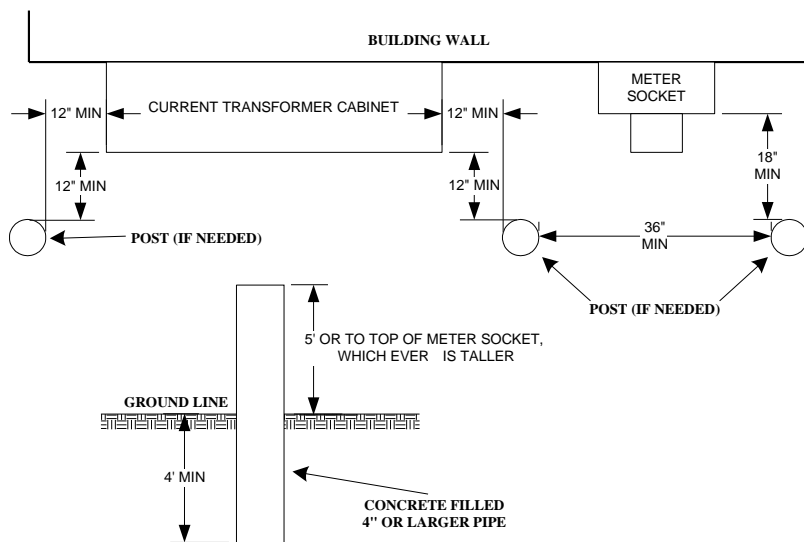 BUILDING WALL
METER
SOCKET
12" MIN
CURRENT TRANSFORMER CABINET
12" MIN
12" MIN
12" MIN
18"
MIN
POST (IF NEEDED)
36"
MIN
POST (IF NEEDED)
5' OR TO TOP OF METER SOCKET,
WHICH EVER IS TALLER
GROUND LINE
4' MIN
CONCRETE FILLED
4" OR LARGER PIPE